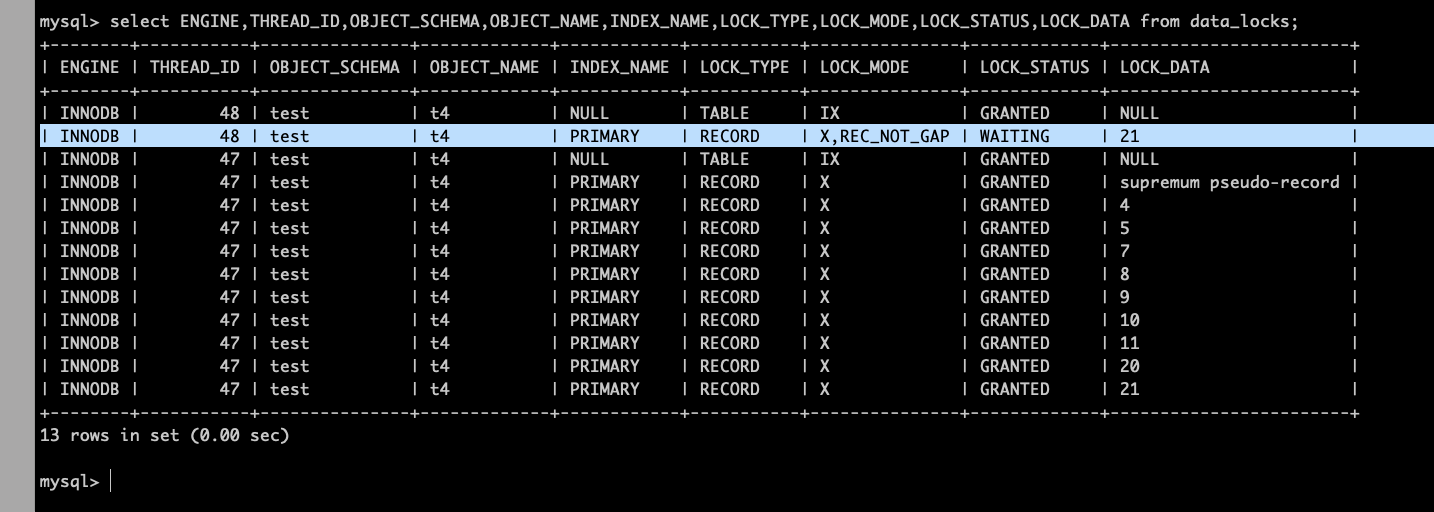 mysql> select ENGINE,THREAD_ID,OBJECT_SCHEMA,OBJECT_NAME,INDEX_NAME,LOCK_TYPE,LOCK_MODE,LOCK_STATUS,LOCK_DATA from data_locks;
+--------+-----------+---------------+-------------+------------+-----------+---------------+-------------+------------------------+
| ENGINE | THREAD_ID | OBJECT_SCHEMA | OBJECT_NAME | INDEX_NAME | LOCK_TYPE | LOCK_MODE     | LOCK_STATUS | LOCK_DATA              |
+--------+-----------+---------------+-------------+------------+-----------+---------------+-------------+------------------------+
| INNODB |        48 | test          | t4          | NULL       | TABLE     | IX            | GRANTED     | NULL                   |
| INNODB |        48 | test          | t4          | PRIMARY    | RECORD    | X,REC_NOT_GAP | WAITING     | 21                     |
| INNODB |        47 | test          | t4          | NULL       | TABLE     | IX            | GRANTED     | NULL                   |
| INNODB |        47 | test          | t4          | PRIMARY    | RECORD    | X             | GRANTED     | supremum pseudo-record |
| INNODB |        47 | test          | t4          | PRIMARY    | RECORD    | X             | GRANTED     | 4                      |
| INNODB |        47 | test          | t4          | PRIMARY    | RECORD    | X             | GRANTED     | 5                      |
| INNODB |        47 | test          | t4          | PRIMARY    | RECORD    | X             | GRANTED     | 7                      |
| INNODB |        47 | test          | t4          | PRIMARY    | RECORD    | X             | GRANTED     | 8                      |
| INNODB |        47 | test          | t4          | PRIMARY    | RECORD    | X             | GRANTED     | 9                      |
| INNODB |        47 | test          | t4          | PRIMARY    | RECORD    | X             | GRANTED     | 10                     |
| INNODB |        47 | test          | t4          | PRIMARY    | RECORD    | X             | GRANTED     | 11                     |
| INNODB |        47 | test          | t4          | PRIMARY    | RECORD    | X             | GRANTED     | 20                     |
| INNODB |        47 | test          | t4          | PRIMARY    | RECORD    | X             | GRANTED     | 21                     |
+--------+-----------+---------------+-------------+------------+-----------+---------------+-------------+------------------------+
13 rows in set (0.00 sec)
mysql>